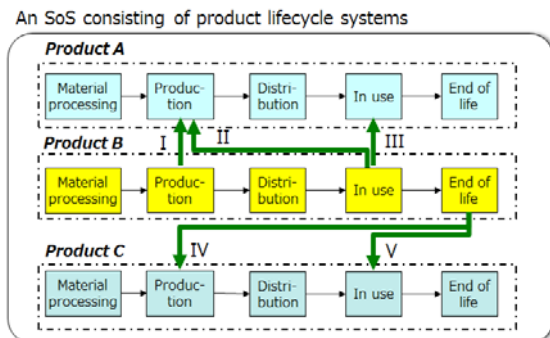 An SoS consisting of product lifecycle systems
Product A
Material
processing
Produc-
tion
Distri-
bution
In use
End of
life
I
II
III
Product B
Material
processing
Produc-
tion
Distri-
bution
In use
End of
life
IV
V
Product C
Material
processing
Produc-
tion
Distri-
bution
In use
End of
life